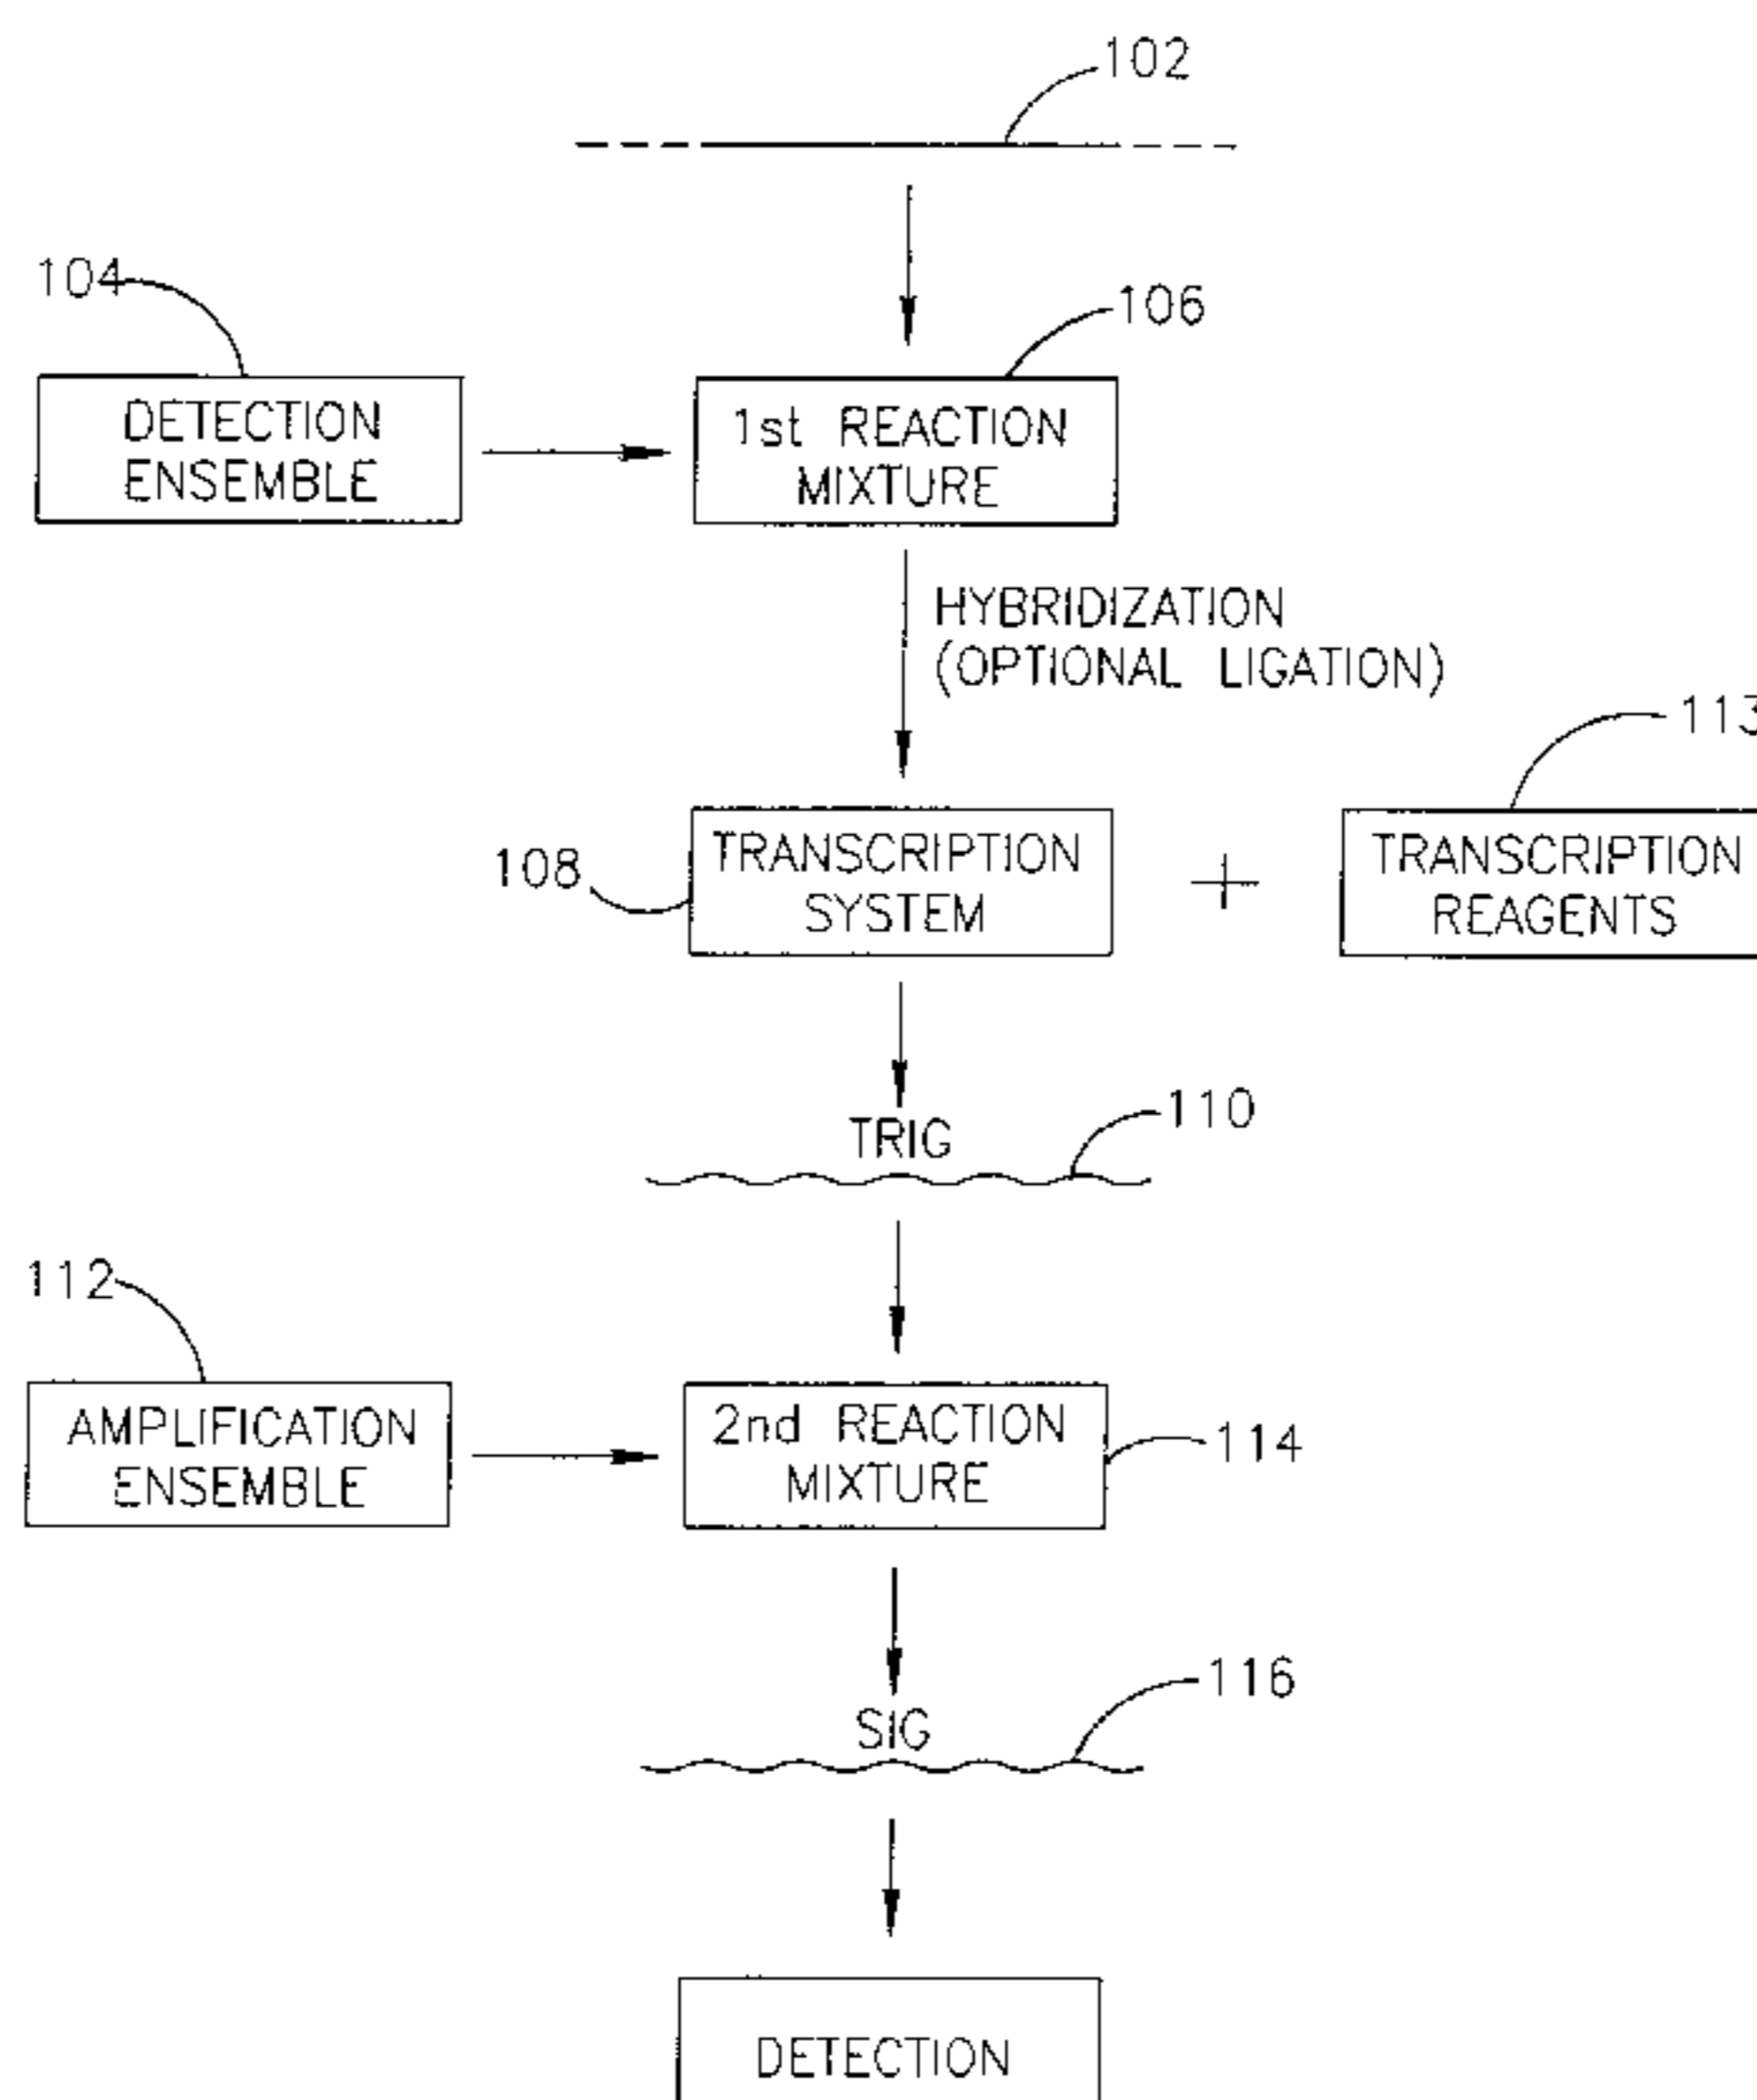 102
104
106
DETECTION
ENSEMBLE
1st REACTION
MIXTURE
HYBRIDIZATION
(OPTIONAL LIGATION)
113
108
TRANSCRIPTION
SYSTEM
+
TRANSCRIPTION
REAGENTS
TRIG
110
112
AMPLIFICATION
ENSEMBLE
2nd REACTION
MIXTURE
114
SIG
116
DETECTION